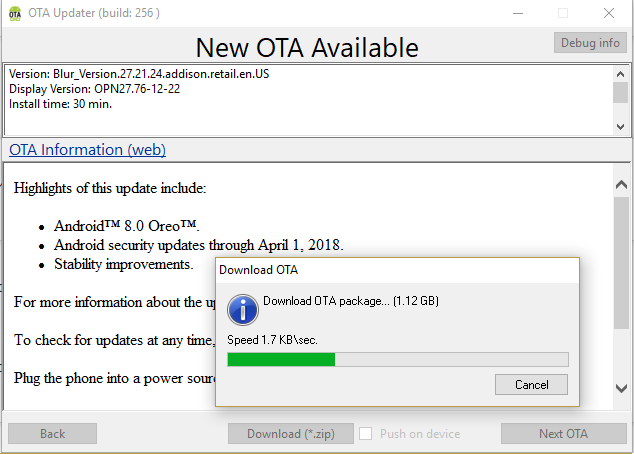 OTA
OTA Updater (build: 256 )
New OTA Available
Debug info
Version: Blur_Version.27.21.24.addison.retail.en.US
Display Version: OPN27.76-12-22
Install time: 30 min.
OTA Information (web)
Highlights of this update include:
• Android™ 8.0 Oreo™.
• Android security updates through April 1, 2018.
• Stability improvements.
For more information about the up
To check for updates at any time,
Plug the phone into a power sourc
Download OTA
Download OTA package... (1.12 GB)
Speed 1.7 KB\sec.
Cancel
Back
Download (*.zip)
Push on device
Next OTA